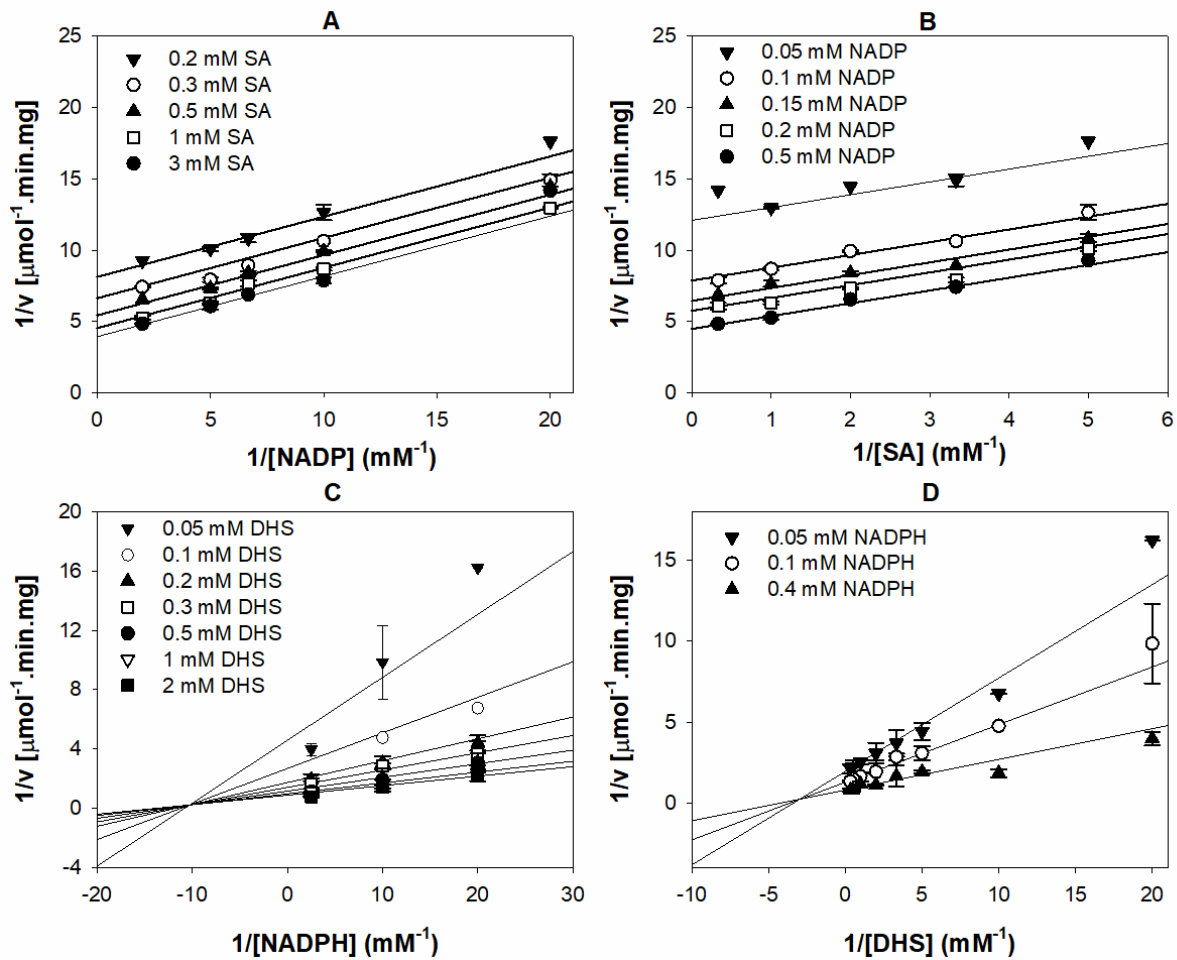 A
25
20
15
10
5
0
1/v [μmol⁻¹.min.mg]
0.2 mM SA
0.3 mM SA
0.5 mM SA
1 mM SA
3 mM SA
0 5 10 15 20
1/[NADP] (mM⁻¹)
B
25
20
15
10
5
0
1/v [μmol⁻¹.min.mg]
0.05 mM NADP
0.1 mM NADP
0.15 mM NADP
0.2 mM NADP
0.5 mM NADP
0 1 2 3 4 5 6
1/[SA] (mM⁻¹)
C
20
16
12
8
4
0
-4
1/v [μmol⁻¹.min.mg]
0.05 mM DHS
0.1 mM DHS
0.2 mM DHS
0.3 mM DHS
0.5 mM DHS
1 mM DHS
2 mM DHS
-20 -10 0 10 20 30
1/[NADPH] (mM⁻¹)
D
15
10
5
0
1/v [μmol⁻¹.min.mg]
0.05 mM NADPH
0.1 mM NADPH
0.4 mM NADPH
-10 -5 0 5 10 15 20
1/[DHS] (mM⁻¹)